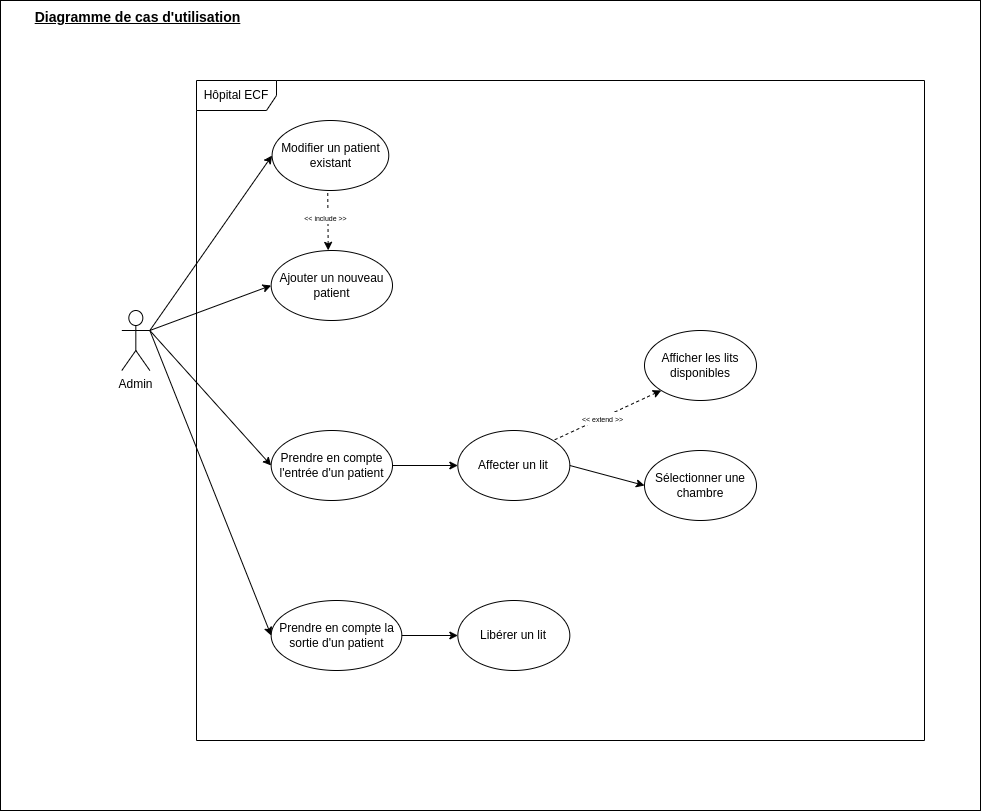 Diagramme de cas d'utilisation
Hôpital ECF
Modifier un patient
existant
<< include >>
Ajouter un nouveau
patient
Admin
Afficher les lits
disponibles
<< extend >>
Prendre en compte
l'entrée d'un patient
Affecter un lit
Sélectionner une
chambre
Prendre en compte la
sortie d'un patient
Libérer un lit